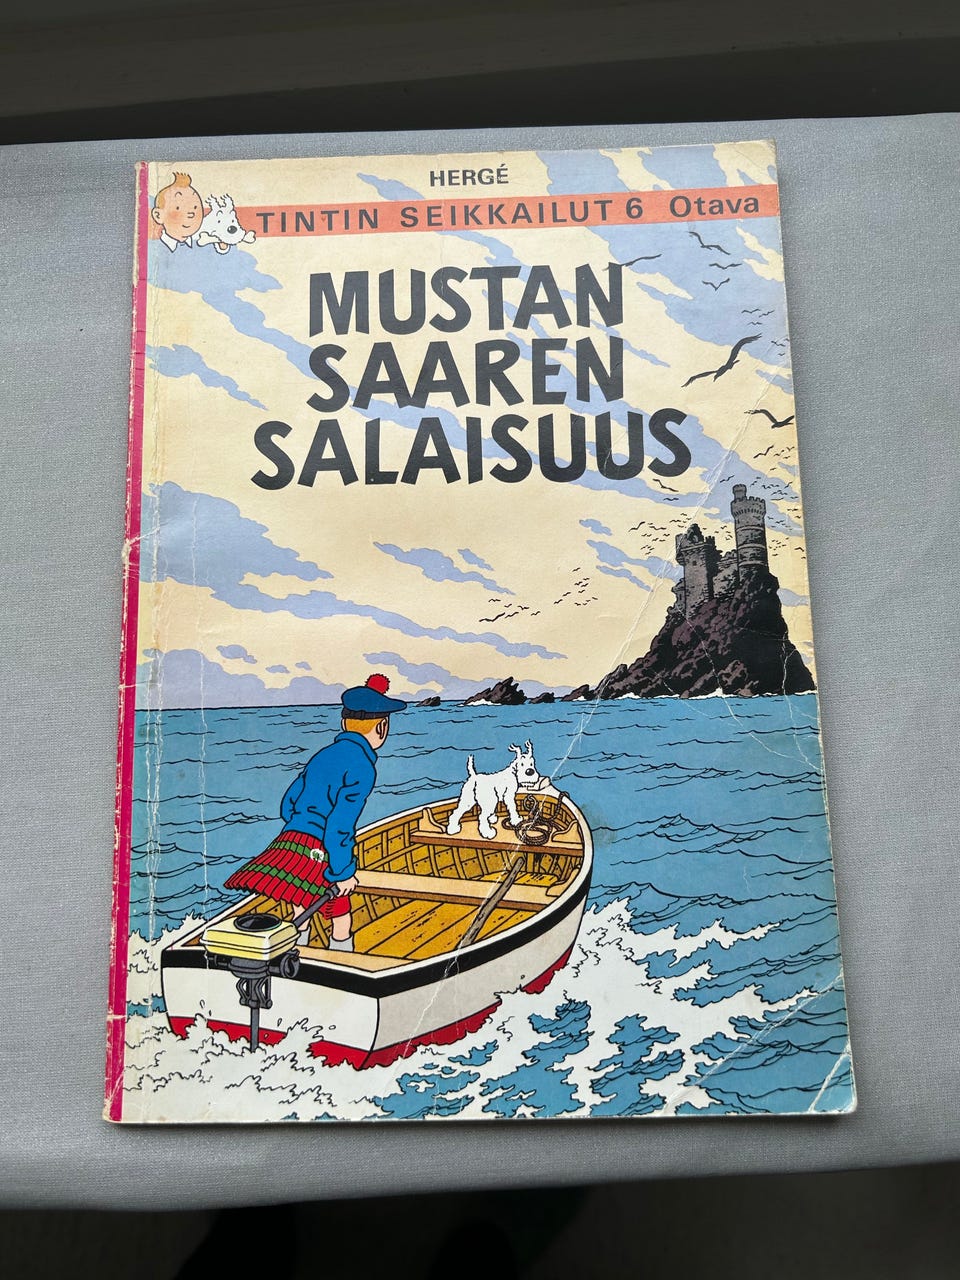 HERGÉ
TINTIN SEIKKAILUT 6 Otava
MUSTAN
SAAREN
SALAISUUS